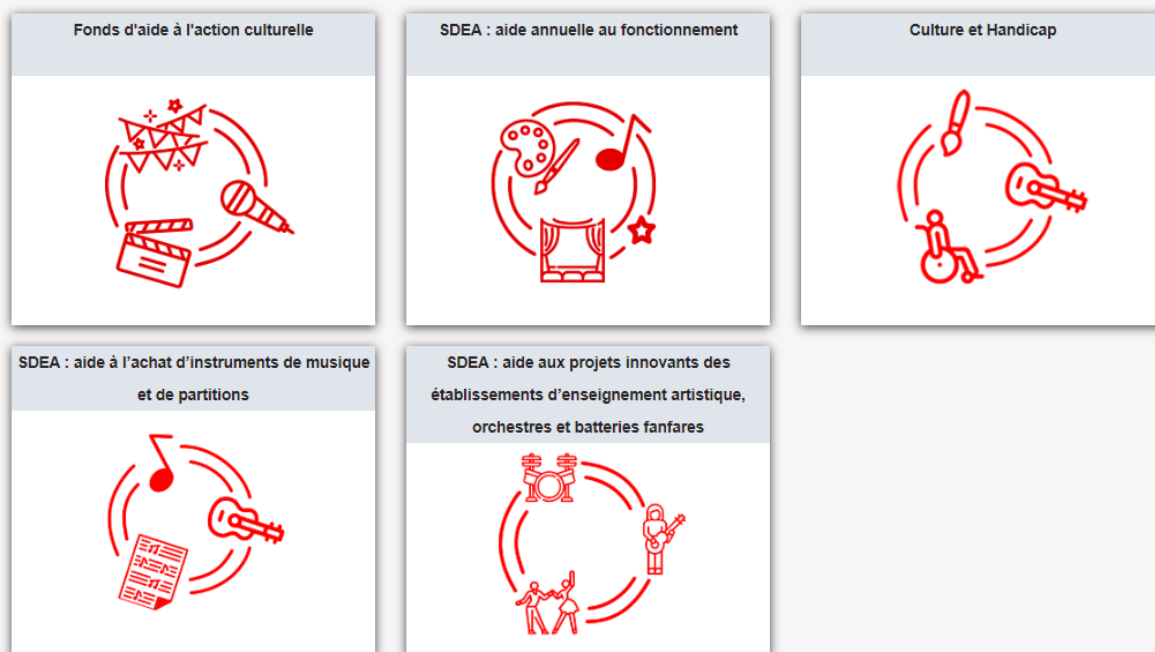 Fonds d'aide à l'action culturelle
SDEA : aide annuelle au fonctionnement
Culture et Handicap
SDEA : aide à l’achat d’instruments de musique
et de partitions
SDEA : aide aux projets innovants des
établissements d’enseignement artistique,
orchestres et batteries fanfares